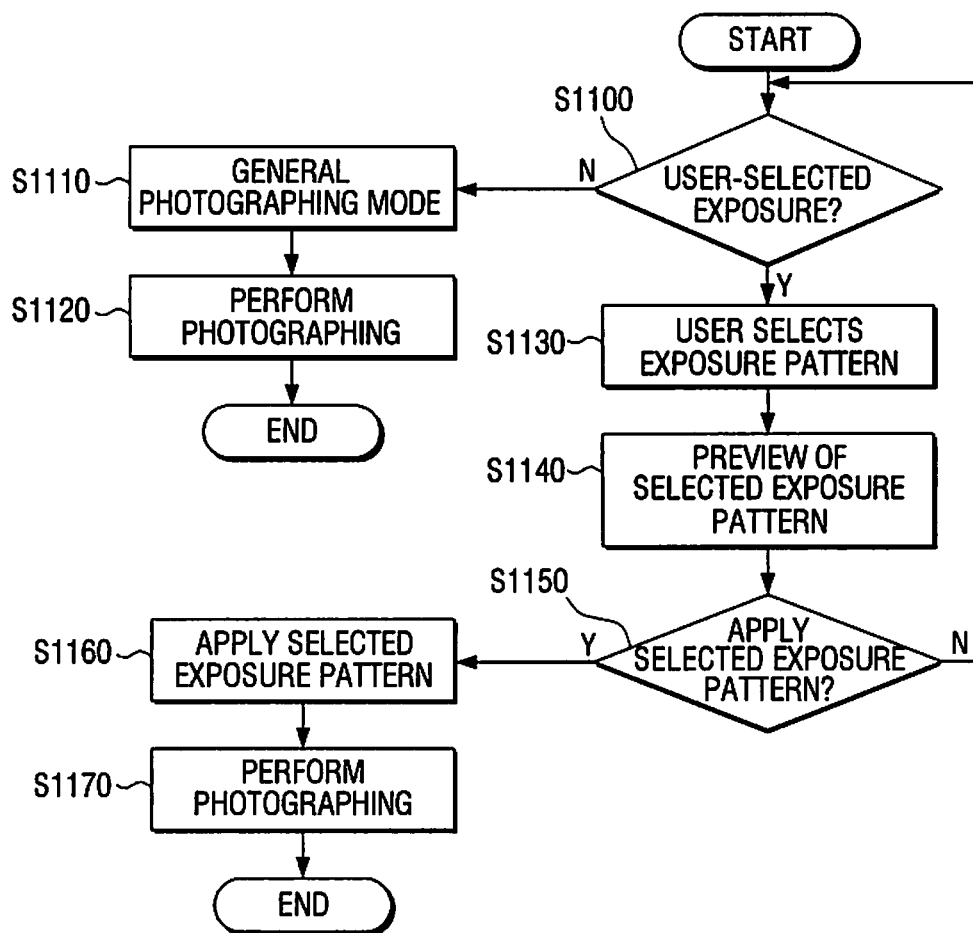 START
S1100
USER-SELECTED
EXPOSURE?
N
S1110
GENERAL
PHOTOGRAPHING MODE
S1120
PERFORM
PHOTOGRAPHING
END
Y
S1130
USER SELECTS
EXPOSURE PATTERN
S1140
PREVIEW OF
SELECTED EXPOSURE
PATTERN
S1150
APPLY
SELECTED EXPOSURE
PATTERN?
N
Y
S1160
APPLY SELECTED
EXPOSURE PATTERN
S1170
PERFORM
PHOTOGRAPHING
END